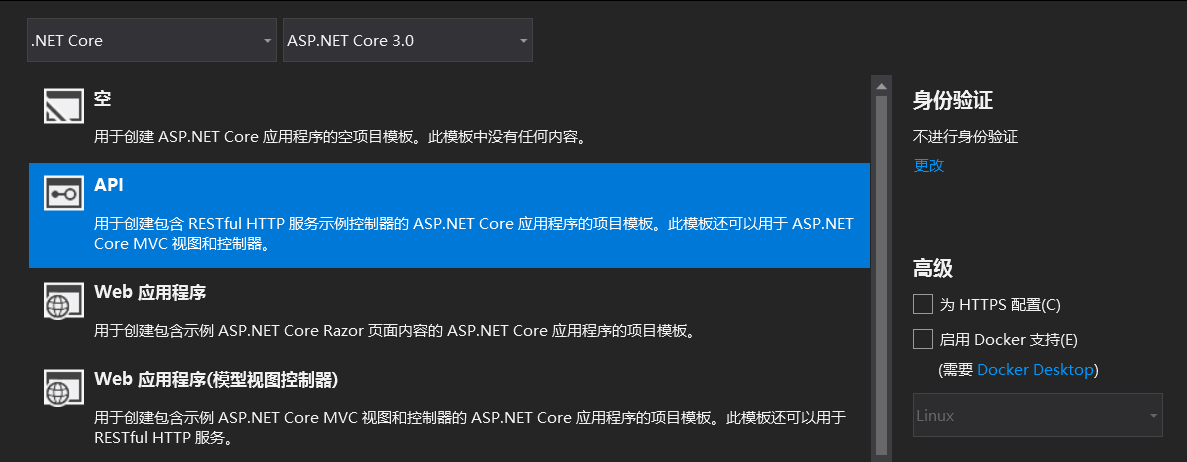 .NET Core
ASP.NET Core 3.0
空
用于创建 ASP.NET Core 应用程序的空项目模板。此模板中没有任何内容。
API
用于创建包含 RESTful HTTP 服务示例控制器的 ASP.NET Core 应用程序的项目模板。此模板还可以用于 ASP.NET
Core MVC 视图和控制器。
Web 应用程序
用于创建包含示例 ASP.NET Core Razor 页面内容的 ASP.NET Core 应用程序的项目模板。
Web 应用程序(模型视图控制器)
用于创建包含示例 ASP.NET Core MVC 视图和控制器的 ASP.NET Core 应用程序的项目模板。此模板还可以用于
RESTful HTTP 服务。
身份验证
不进行身份验证
更改
高级
为 HTTPS 配置(C)
启用 Docker 支持(E)
(需要 Docker Desktop)
Linux